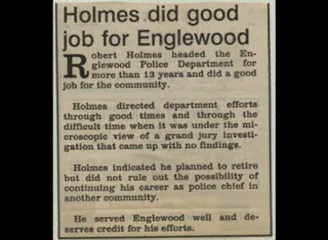 Holmes did good
job for Englewood
Robert Holmes headed the En-
glewood Police Department for
more than 13 years and did a good
job for the community.
Holmes directed department efforts
through good times and through the
difficult time when it was under the mi-
croscopic view of a grand jury investi-
gation that came up with no findings.
Holmes indicated he planned to retire
but did not rule out the possibility of
continuing his career as police chief in
another community.
He served Englewood well and de-
serves credit for his efforts.